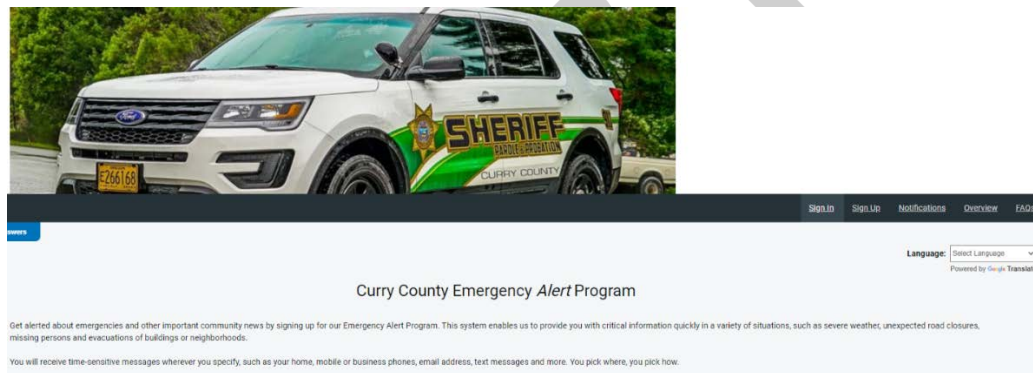 Ford
SHERIFF
PAROLE & PROBATION
CURRY COUNTY
E266168
Sign In Sign Up Notifications Overview FAQs
swers
Language: Select Language
Powered by Google Translat
Curry County Emergency Alert Program
Get alerted about emergencies and other important community news by signing up for our Emergency Alert Program. This system enables us to provide you with critical information quickly in a variety of situations, such as severe weather, unexpected road closures,
missing persons and evacuations of buildings or neighborhoods.
You will receive time-sensitive messages wherever you specify, such as your home, mobile or business phones, email address, text messages and more. You pick where, you pick how.